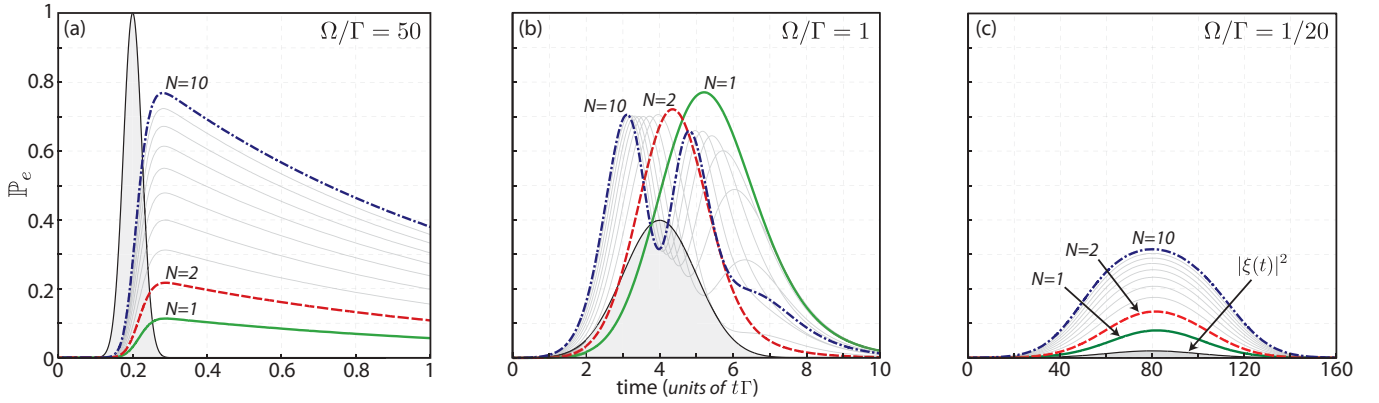 (a) Ω/Γ = 50
(b) Ω/Γ = 1
(c) Ω/Γ = 1/20
ℙe
1
0.8
0.6
0.4
0.2
0
N=10
N=2
N=1
0 0.2 0.4 0.6 0.8 1
N=10
N=2
N=1
0 2 4 6 8 10
time (units of tΓ)
N=10
N=2
N=1
|ξ(t)|²
0 40 80 120 160